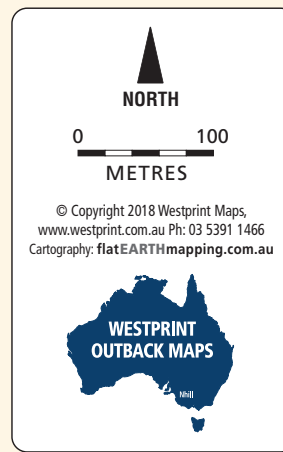 NORTH
0 100
METRES
© Copyright 2018 Westprint Maps,
www.westprint.com.au Ph: 03 5391 1466
Cartography: flatEARTHmapping.com.au
WESTPRINT
OUTBACK MAPS
Nhill